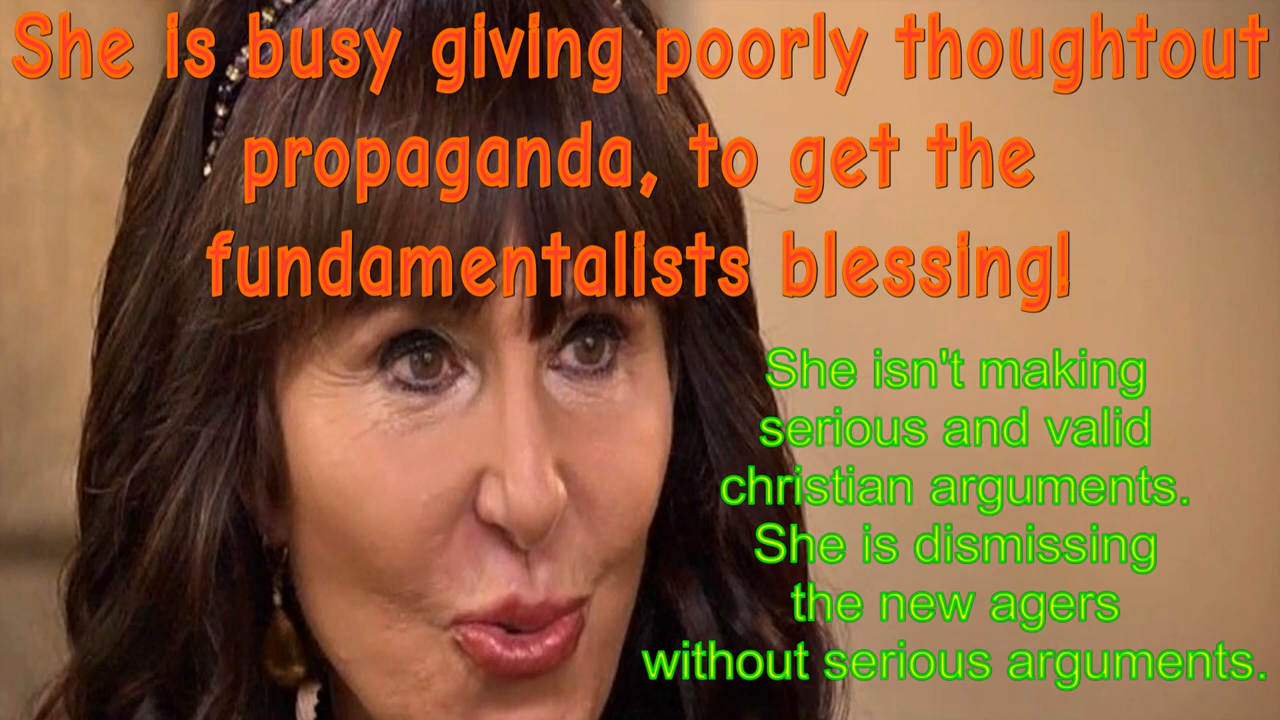 She is busy giving poorly thoughtout
propaganda, to get the
fundamentalists blessing!
She isn't making
serious and valid
christian arguments.
She is dismissing
the new agers
without serious arguments.